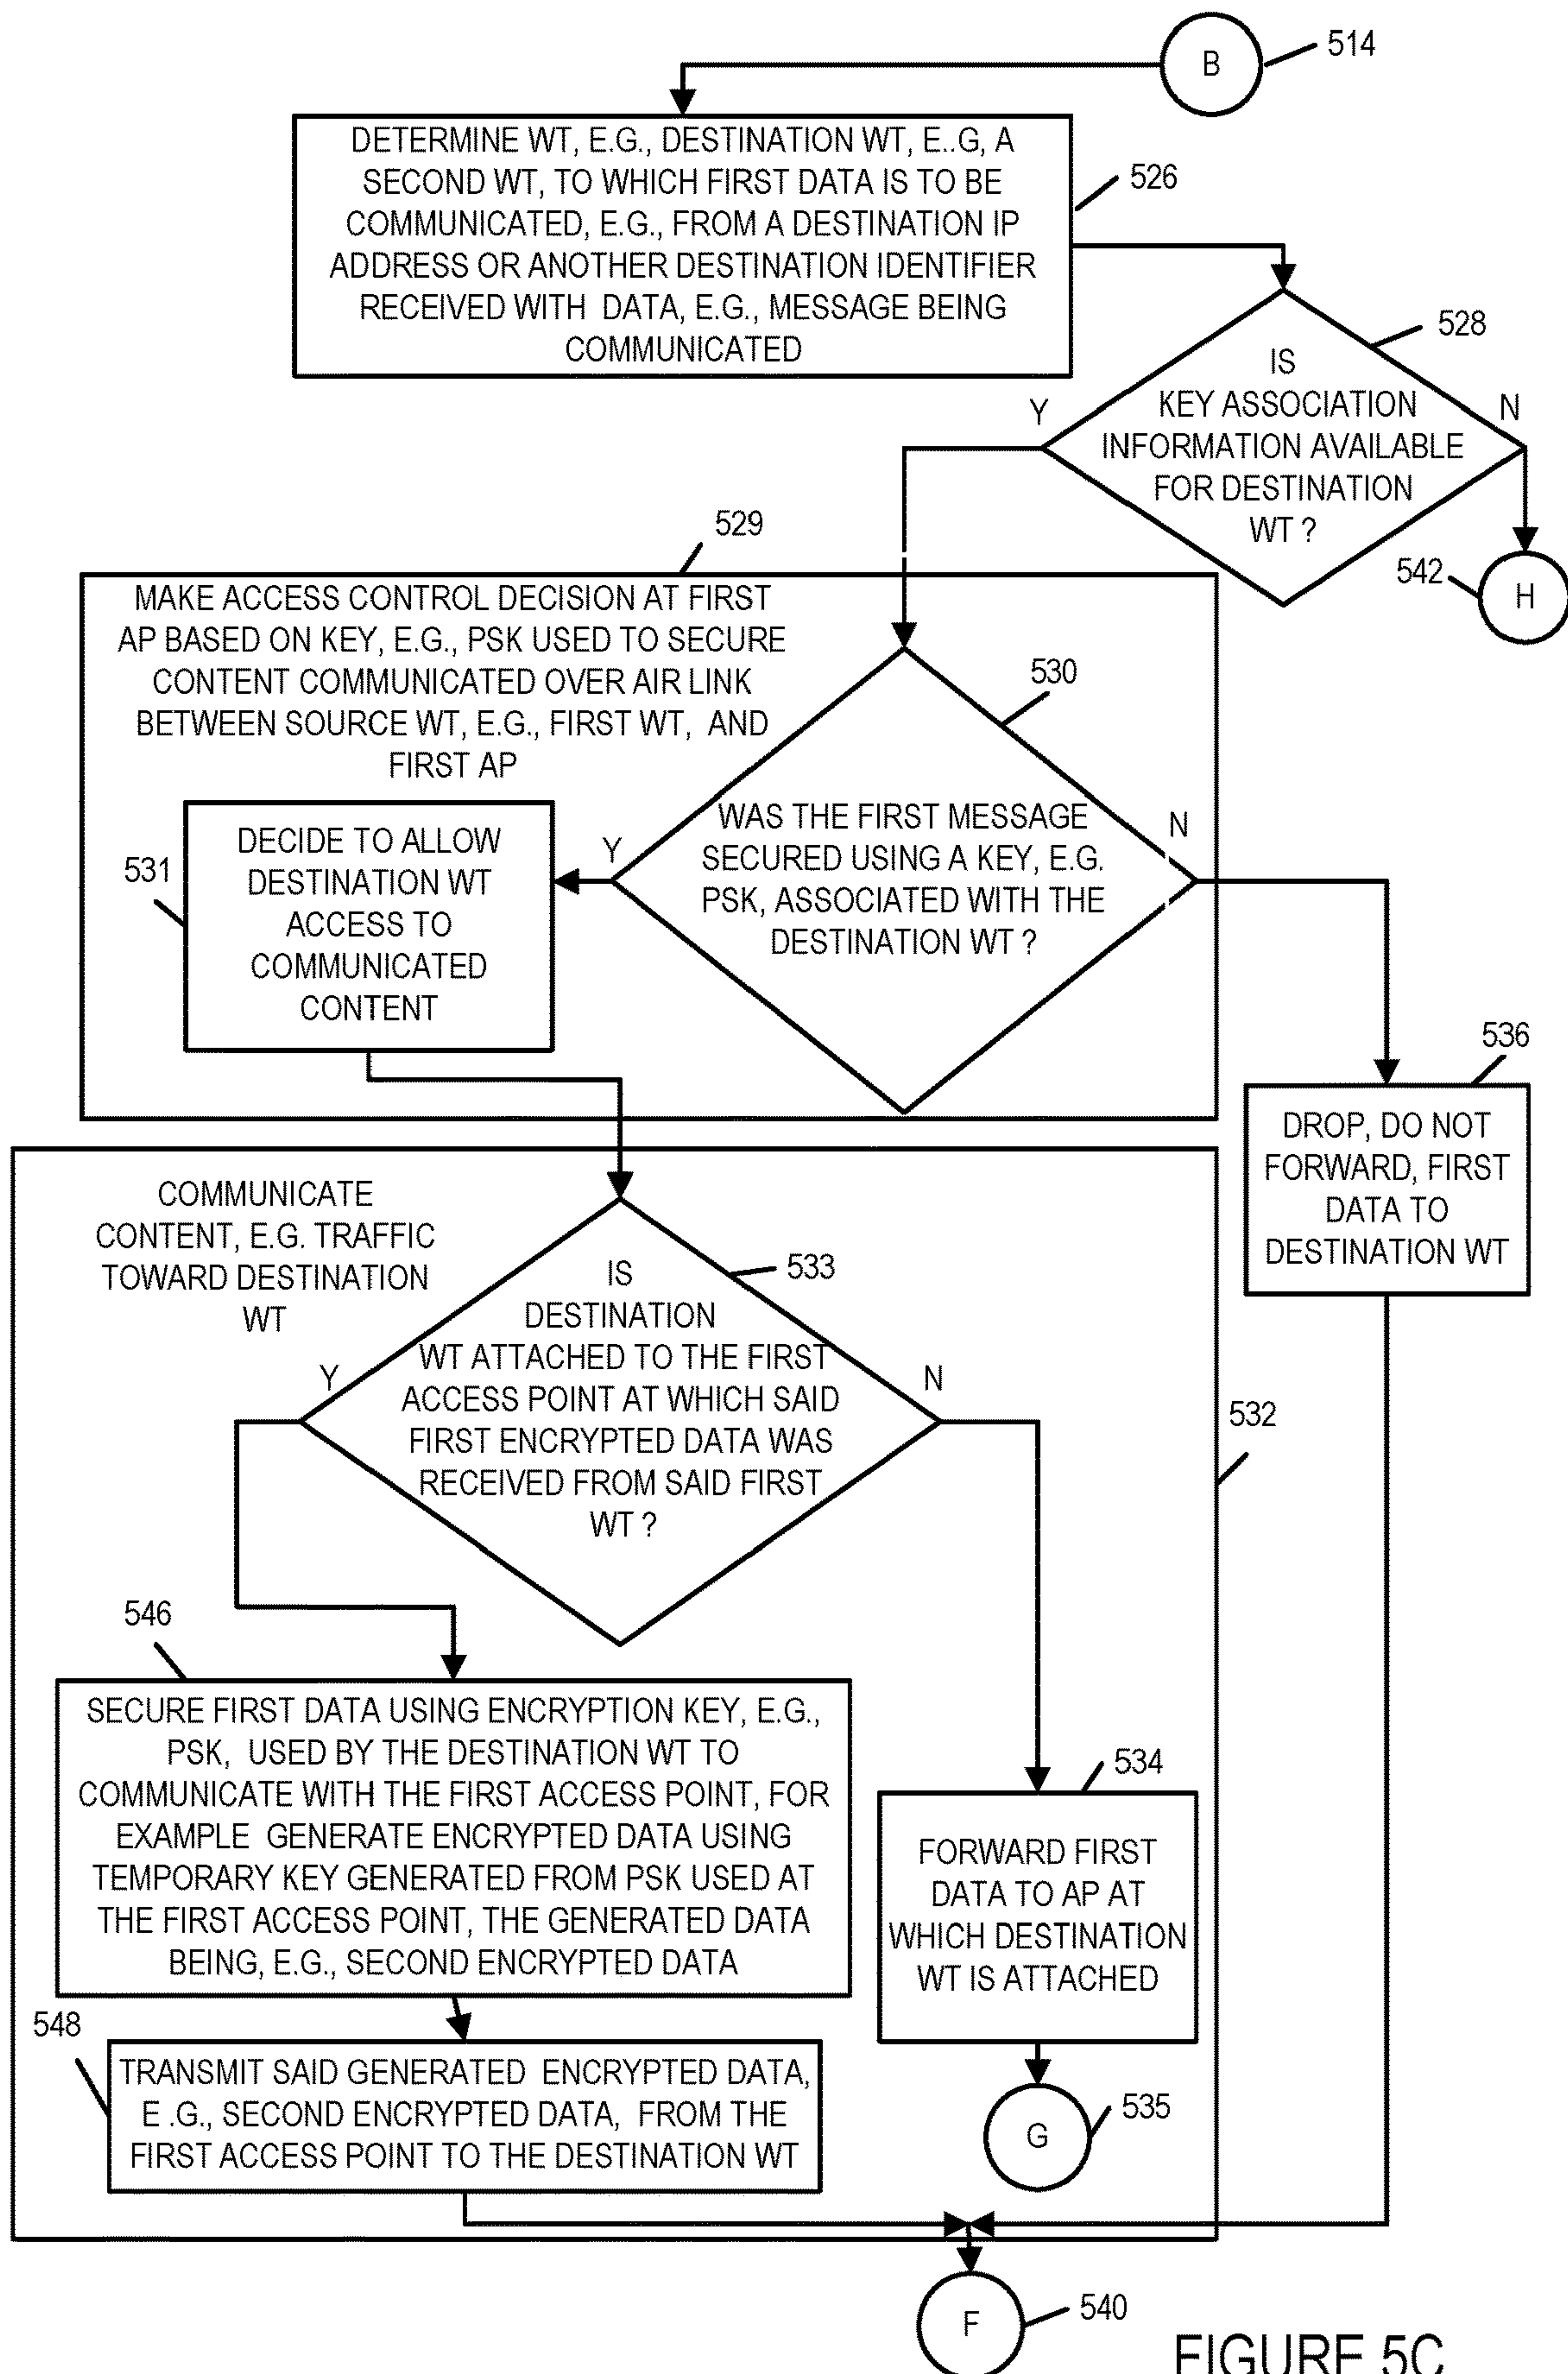 B
514
DETERMINE WT, E.G., DESTINATION WT, E..G, A
SECOND WT, TO WHICH FIRST DATA IS TO BE
COMMUNICATED, E.G., FROM A DESTINATION IP
ADDRESS OR ANOTHER DESTINATION IDENTIFIER
RECEIVED WITH DATA, E.G., MESSAGE BEING
COMMUNICATED
526
528
IS
KEY ASSOCIATION
INFORMATION AVAILABLE
FOR DESTINATION
WT ?
Y
N
542
H
529
MAKE ACCESS CONTROL DECISION AT FIRST
AP BASED ON KEY, E.G., PSK USED TO SECURE
CONTENT COMMUNICATED OVER AIR LINK
BETWEEN SOURCE WT, E.G., FIRST WT, AND
FIRST AP
530
WAS THE FIRST MESSAGE
SECURED USING A KEY, E.G.
PSK, ASSOCIATED WITH THE
DESTINATION WT ?
Y
N
531
DECIDE TO ALLOW
DESTINATION WT
ACCESS TO
COMMUNICATED
CONTENT
536
DROP, DO NOT
FORWARD, FIRST
DATA TO
DESTINATION WT
COMMUNICATE
CONTENT, E.G. TRAFFIC
TOWARD DESTINATION
WT
533
IS
DESTINATION
WT ATTACHED TO THE FIRST
ACCESS POINT AT WHICH SAID
FIRST ENCRYPTED DATA WAS
RECEIVED FROM SAID FIRST
WT ?
Y
N
532
546
SECURE FIRST DATA USING ENCRYPTION KEY, E.G.,
PSK, USED BY THE DESTINATION WT TO
COMMUNICATE WITH THE FIRST ACCESS POINT, FOR
EXAMPLE GENERATE ENCRYPTED DATA USING
TEMPORARY KEY GENERATED FROM PSK USED AT
THE FIRST ACCESS POINT, THE GENERATED DATA
BEING, E.G., SECOND ENCRYPTED DATA
534
FORWARD FIRST
DATA TO AP AT
WHICH DESTINATION
WT IS ATTACHED
548
TRANSMIT SAID GENERATED ENCRYPTED DATA,
E .G., SECOND ENCRYPTED DATA, FROM THE
FIRST ACCESS POINT TO THE DESTINATION WT
G
535
F
540
FIGURE 5C